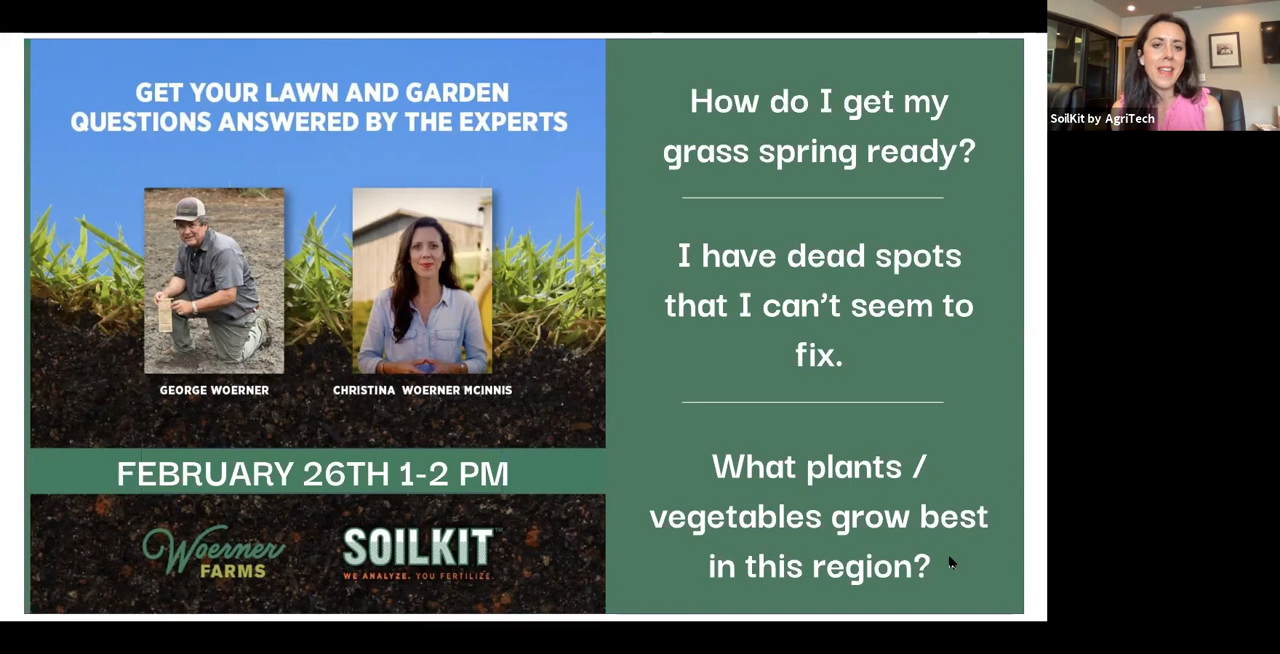 GET YOUR LAWN AND GARDEN
QUESTIONS ANSWERED BY THE EXPERTS
GEORGE WOERNER
CHRISTINA WOERNER MCINNIS
FEBRUARY 26TH 1-2 PM
Woerner
FARMS
SOILKIT
WE ANALYZE. YOU FERTILIZE.
How do I get my
grass spring ready?
I have dead spots
that I can't seem to
fix.
What plants /
vegetables grow best
in this region?
SoilKit by AgriTech